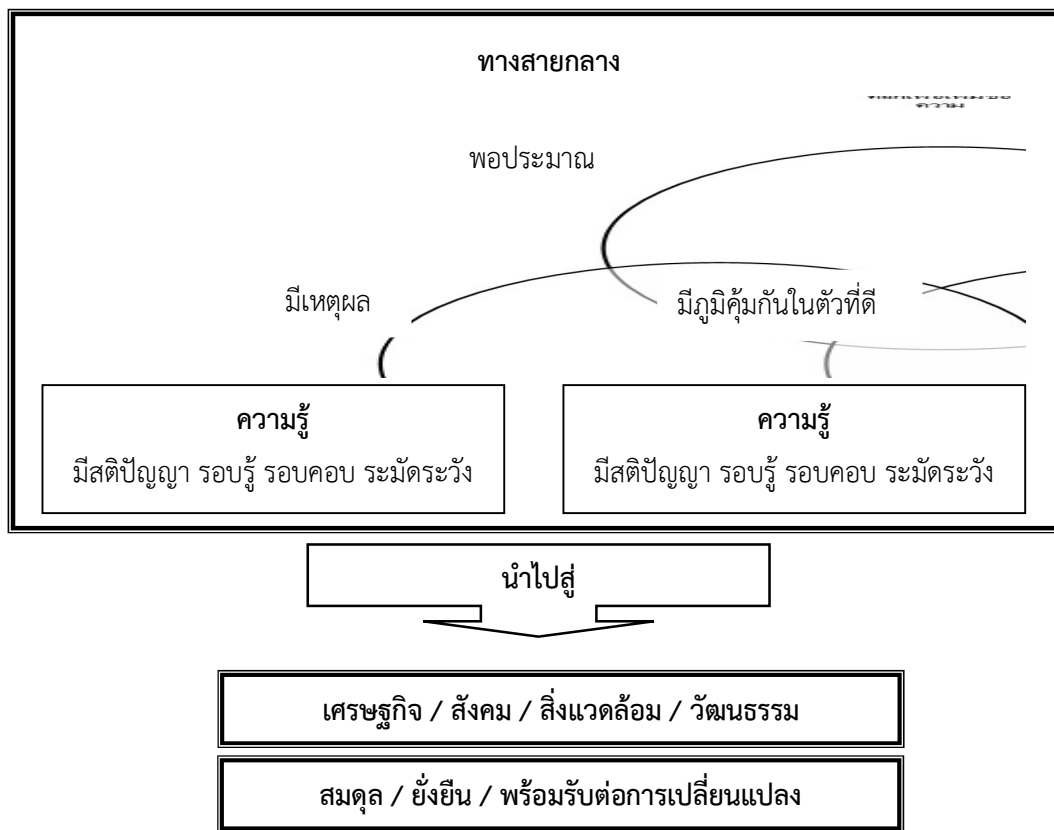 ทางสายกลาง
ความ
พอประมาณ
มีเหตุผล
มีภูมิคุ้มกันในตัวที่ดี
ความรู้
มีสติปัญญา รอบรู้ รอบคอบ ระมัดระวัง
ความรู้
มีสติปัญญา รอบรู้ รอบคอบ ระมัดระวัง
นำไปสู่
เศรษฐกิจ / สังคม / สิ่งแวดล้อม / วัฒนธรรม
สมดุล / ยั่งยืน / พร้อมรับต่อการเปลี่ยนแปลง